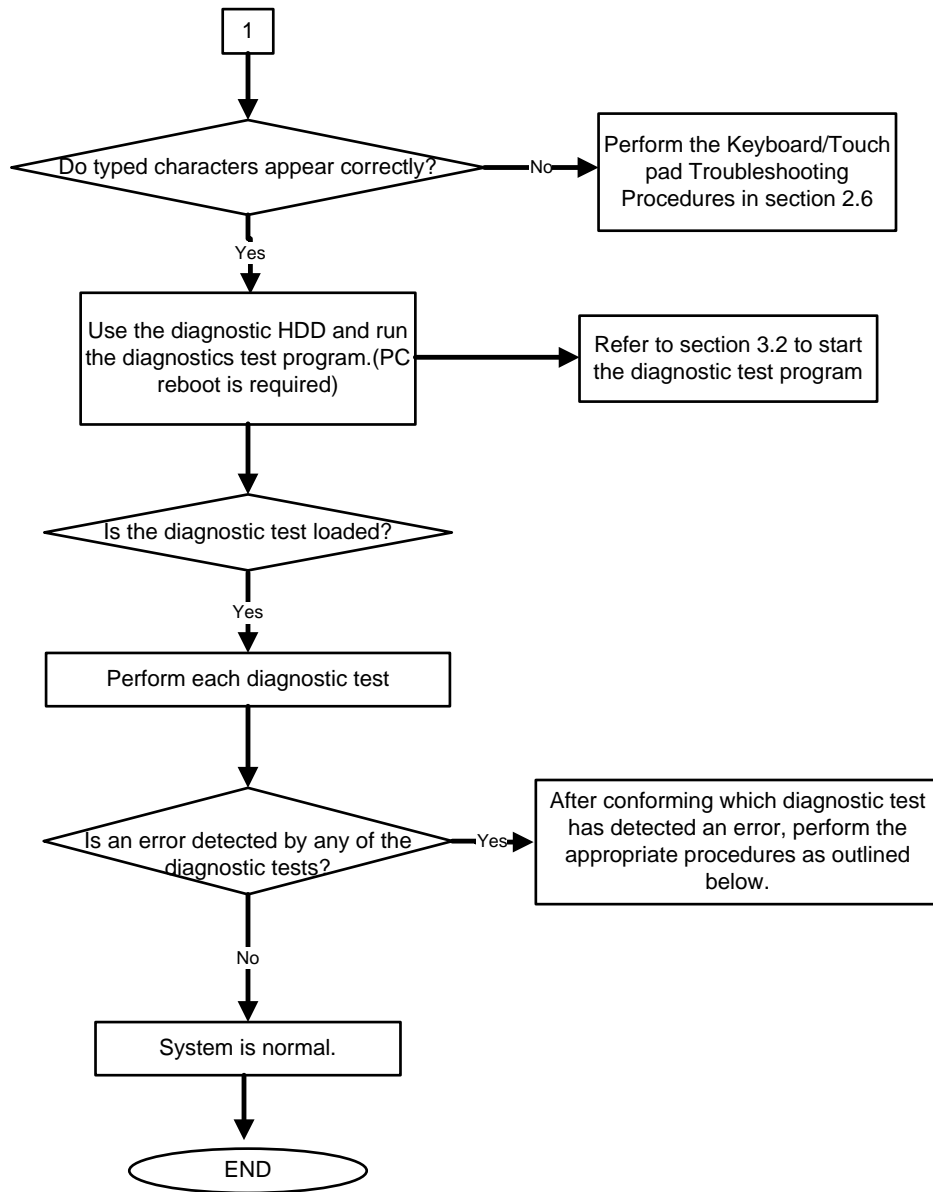 1
Do typed characters appear correctly?
No
Perform the Keyboard/Touch
pad Troubleshooting
Procedures in section 2.6
Yes
Use the diagnostic HDD and run
the diagnostics test program.(PC
reboot is required)
Refer to section 3.2 to start
the diagnostic test program
Is the diagnostic test loaded?
Yes
Perform each diagnostic test
Is an error detected by any of the
diagnostic tests?
Yes
After conforming which diagnostic test
has detected an error, perform the
appropriate procedures as outlined
below.
No
System is normal.
END